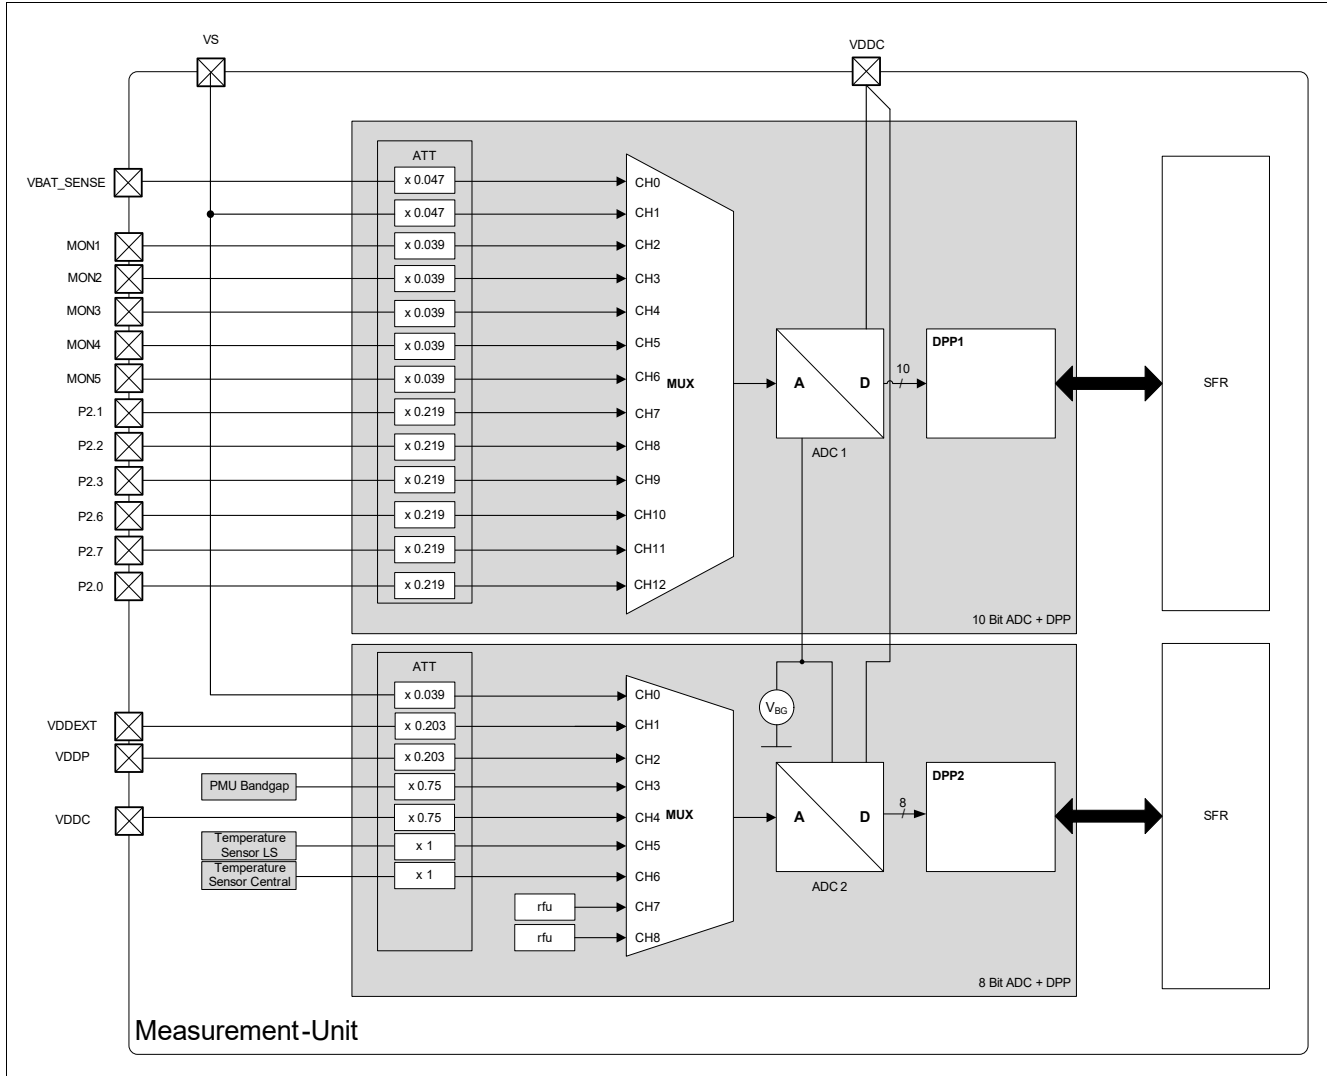 VS
VDDC
ATT
VBAT_SENSE
x 0.047
CH0
x 0.047
CH1
MON1
x 0.039
CH2
MON2
x 0.039
CH3
MON3
x 0.039
CH4
MON4
x 0.039
CH5
MON5
x 0.039
CH6
MUX
A
D
10
DPP1
SFR
P2.1
x 0.219
CH7
P2.2
x 0.219
CH8
ADC 1
P2.3
x 0.219
CH9
P2.6
x 0.219
CH10
P2.7
x 0.219
CH11
P2.0
x 0.219
CH12
10 Bit ADC + DPP
ATT
x 0.039
CH0
VBG
VDDEXT
x 0.203
CH1
VDDP
x 0.203
CH2
PMU Bandgap
x 0.75
CH3
DPP2
VDDC
x 0.75
CH4
MUX
A
D
8
SFR
Temperature
Sensor LS
x 1
CH5
Temperature
Sensor Central
x 1
CH6
ADC 2
rfu
CH7
rfu
CH8
8 Bit ADC + DPP
Measurement-Unit